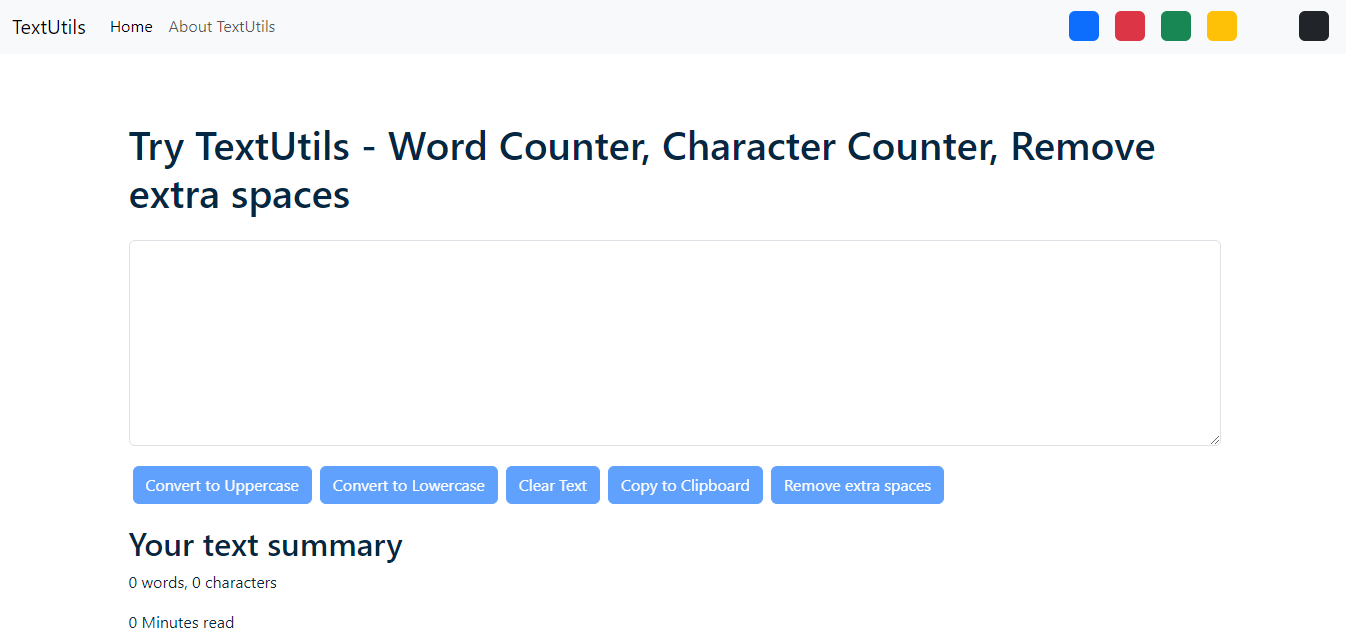 TextUtils Home About TextUtils
Try TextUtils - Word Counter, Character Counter, Remove
extra spaces
Convert to Uppercase Convert to Lowercase Clear Text Copy to Clipboard Remove extra spaces
Your text summary
0 words, 0 characters
0 Minutes read